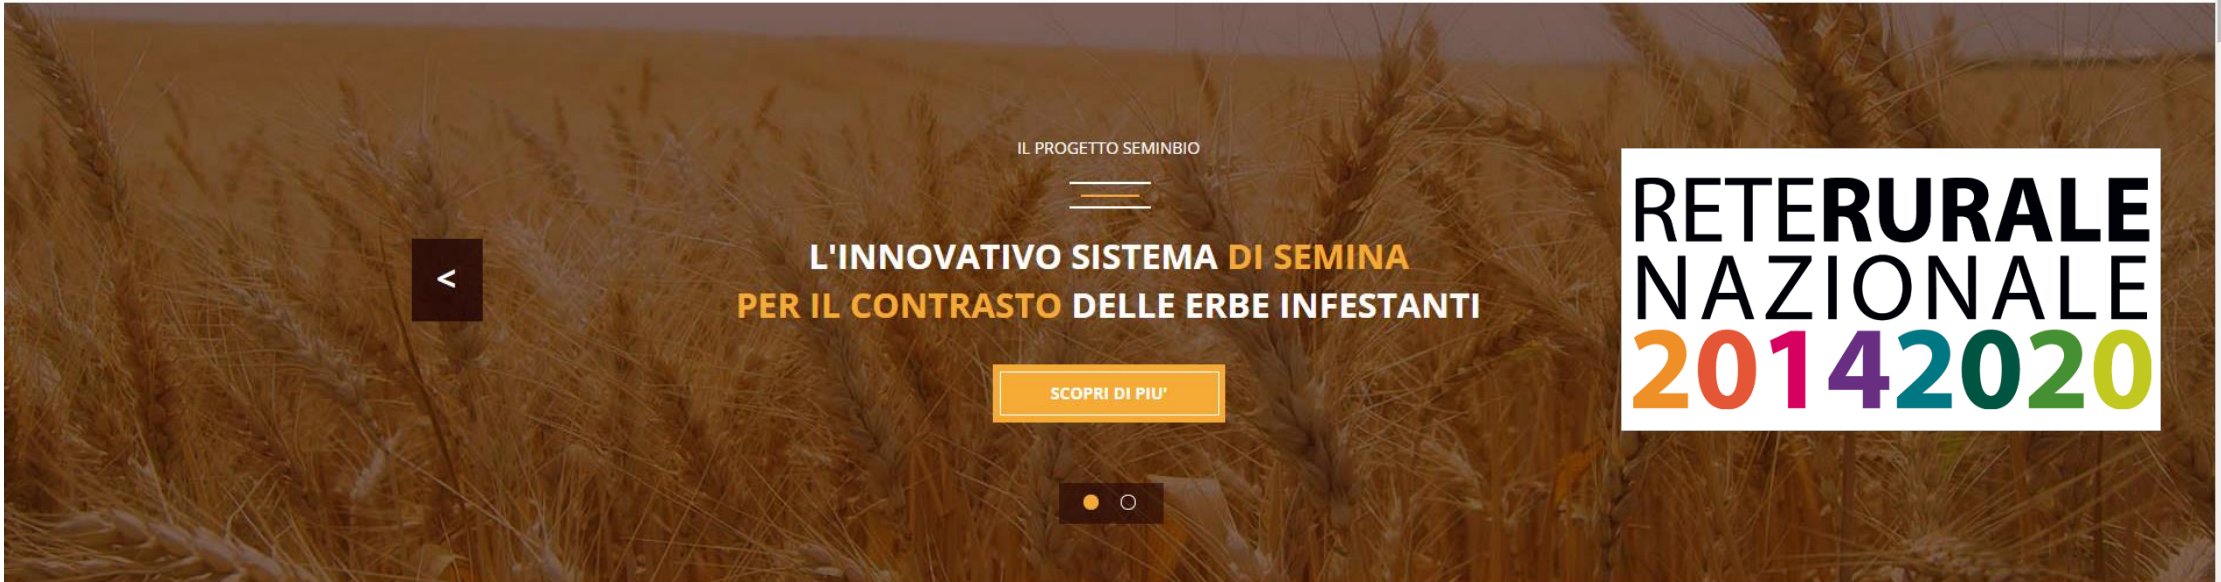 IL PROGETTO SEMINBIO
L'INNOVATIVO SISTEMA DI SEMINA
PER IL CONTRASTO DELLE ERBE INFESTANTI
<
SCOPRI DI PIU'
RETERURALE
NAZIONALE
20142020